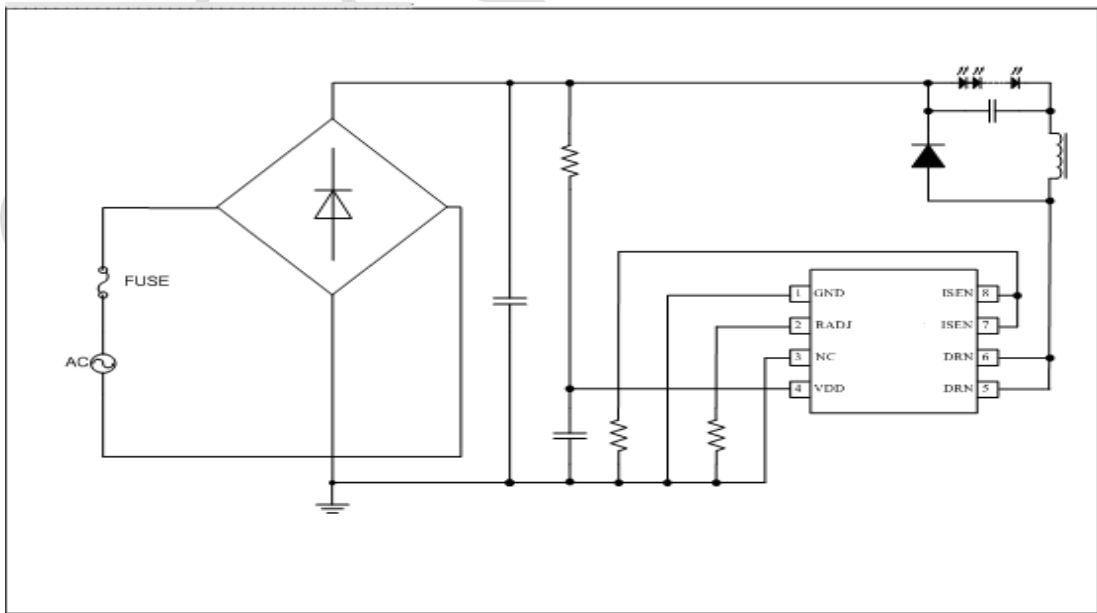 FUSE
AC
1 GND ISEN 8
2 RADJ ISEN 7
3 NC DRN 6
4 VDD DRN 5